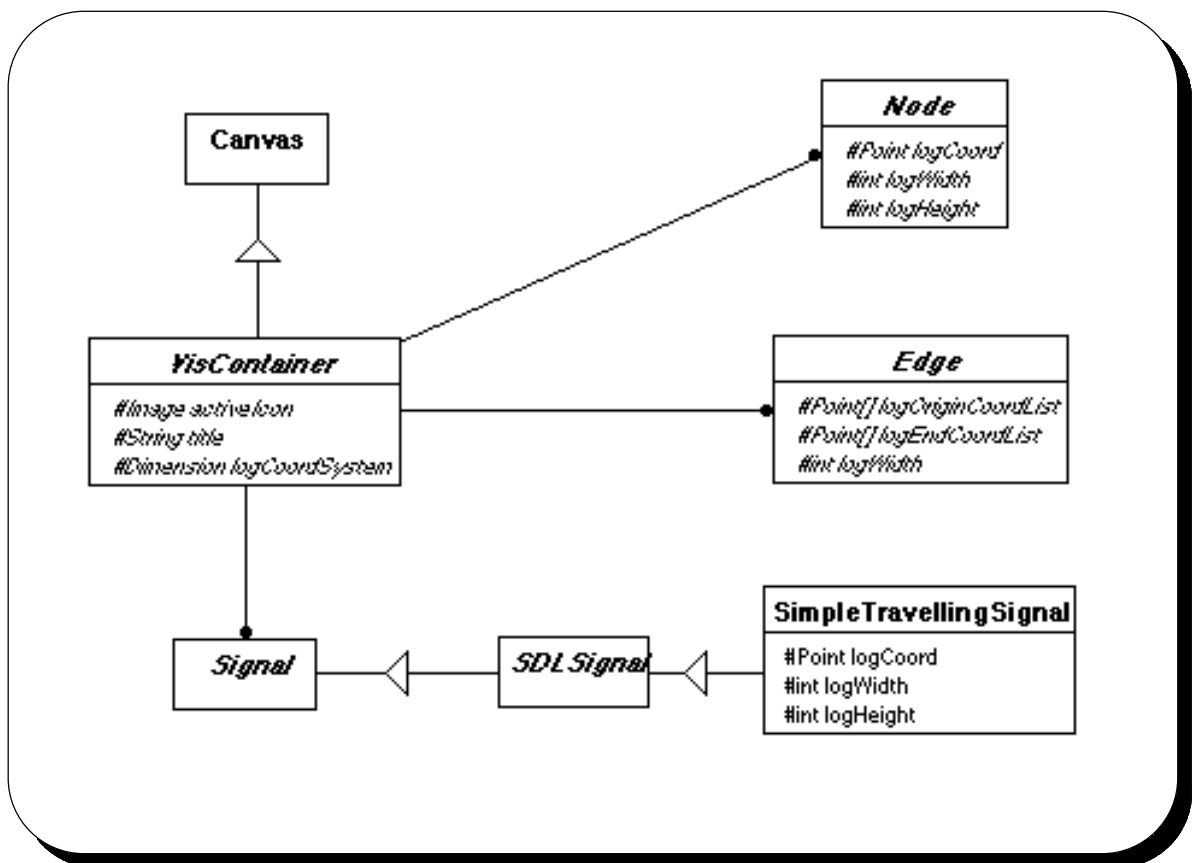 Canvas
Node
#Point logCoord
#int logWidth
#int logHeight
VisContainer
#Image activeIcon
#String title
#Dimension logCoordSystem
Edge
#Point[] logOriginCoordList
#Point[] logEndCoordList
#int logWidth
Signal
SDLSignal
SimpleTravellingSignal
#Point logCoord
#int logWidth
#int logHeight